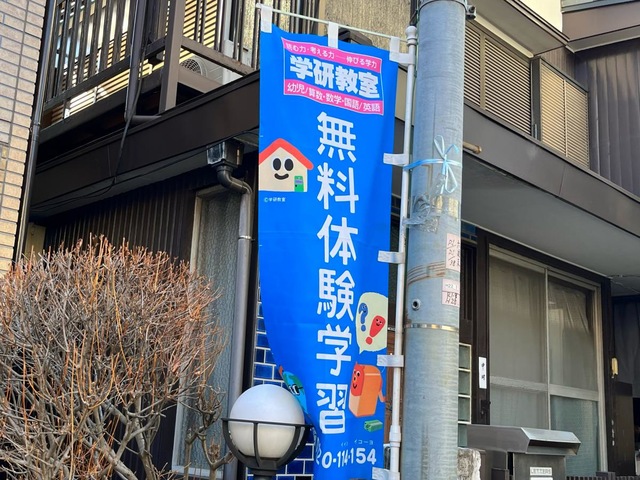 読む力・考える力 伸びる学力
学研教室
幼児/算数・数学・国語/英語
無料体験学習
©学研教室
?!
0-114-154